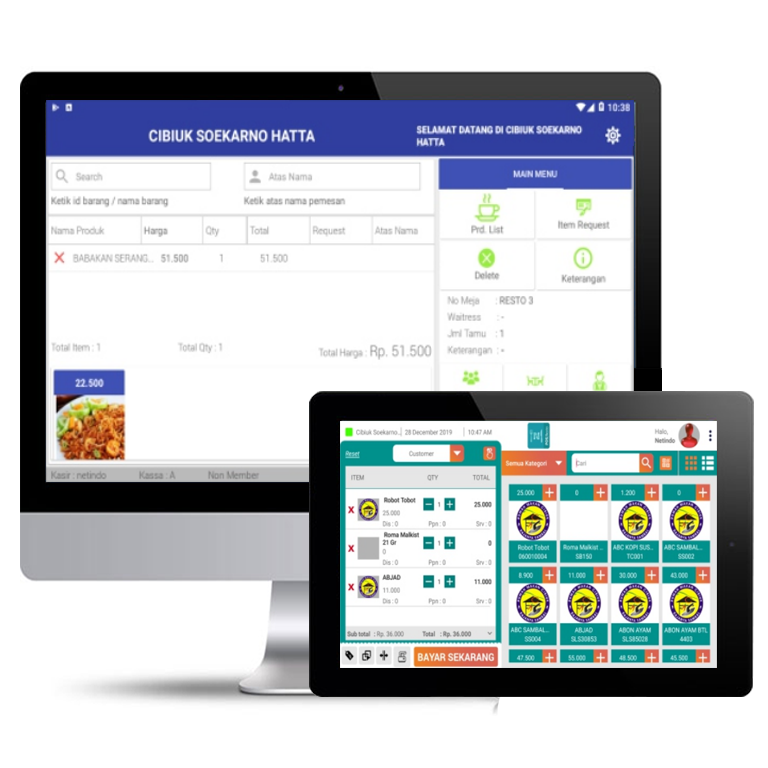 10:38
CIBIUK SOEKARNO HATTA
SELAMAT DATANG DI CIBIUK SOEKARNO
HATTA
Search
Atas Nama
Ketik id barang / nama barang
Ketik atas nama pemesan
Nama Produk Harga Qty Total Request Atas Nama
BABAKAN SERANG... 51.500 1 51.500
Total Item : 1 Total Qty : 1 Total Harga : Rp. 51.500
22.500
Kasir : netindo Kassa : A Non Member
MAIN MENU
Prd. List
Item Request
Delete
Keterangan
No Meja : RESTO 3
Waitress : -
Jml Tamu : 1
Keterangan : -
Cibiuk Soekarno.. 28 December 2019 10:47 AM
Halo,
Netindo
Reset
Customer
ITEM QTY TOTAL
X Robot Tobot 1 25.000
25.000
Dis : 0 Ppn : 0 Srv : 0
X Roma Malkist
21 Gr 1 0
0
Dis : 0 Ppn : 0 Srv : 0
X ABJAD 1 11.000
11.000
Dis : 0 Ppn : 0 Srv : 0
Sub total : Rp. 36.000 Total : Rp. 36.000
BAYAR SEKARANG
Semua Kategori
Cari
25.000 + 0 + 1.200 + 0 +
Robot Tobot Roma Malkist ... ABC KOPI SUS... ABC SAMBAL...
060010004 SB150 TC001 SS002
8.900 + 11.000 + 30.000 + 43.000 +
ABC SAMBAL... ABJAD ABON AYAM ABON AYAM BTL
SS004 SLS30853 SLSB5028 4403
47.500 + 55.000 + 48.500 + 45.500 +